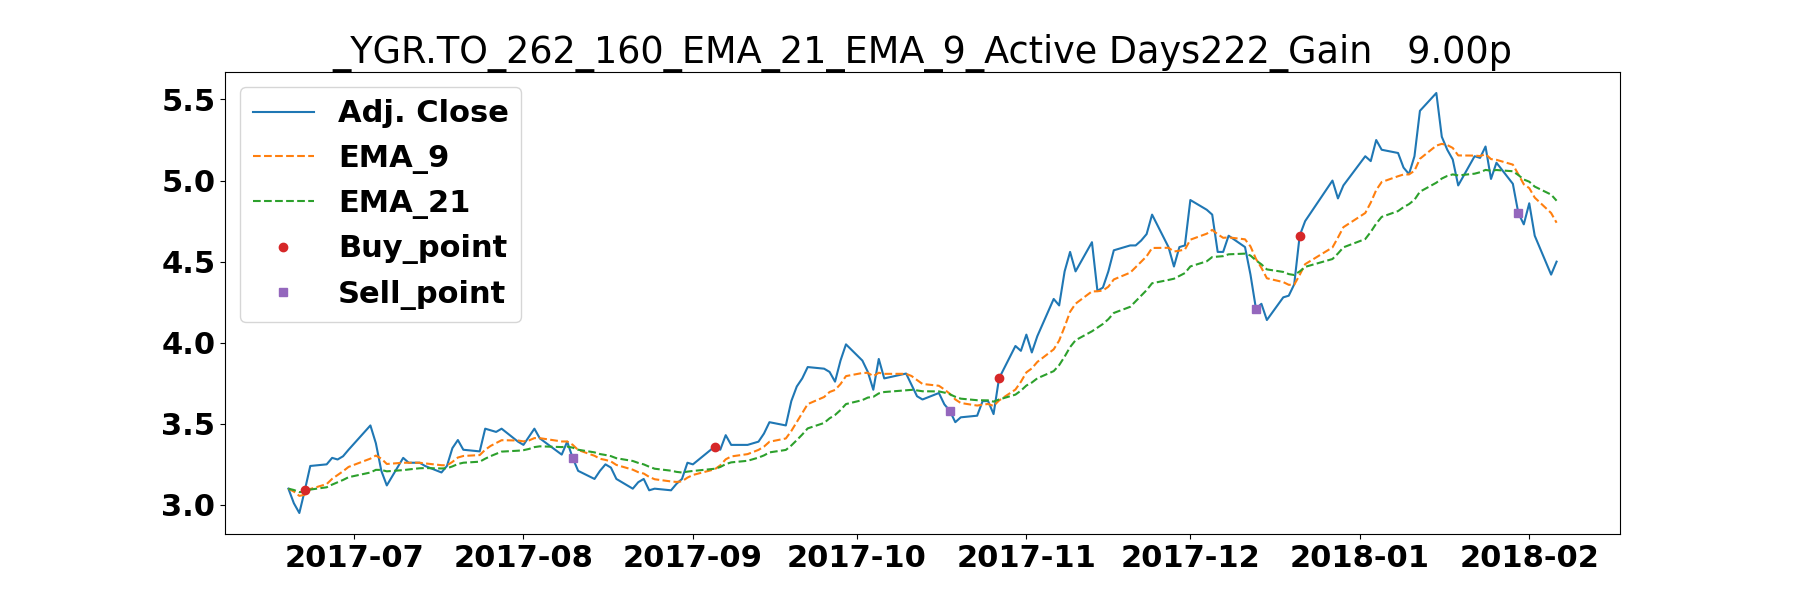 _YGR.TO_262_160_EMA_21_EMA_9_Active Days222_Gain   9.00p
5.5
5.0
4.5
4.0
3.5
3.0
Adj. Close
EMA_9
EMA_21
Buy_point
Sell_point
2017-07 2017-08 2017-09 2017-10 2017-11 2017-12 2018-01 2018-02